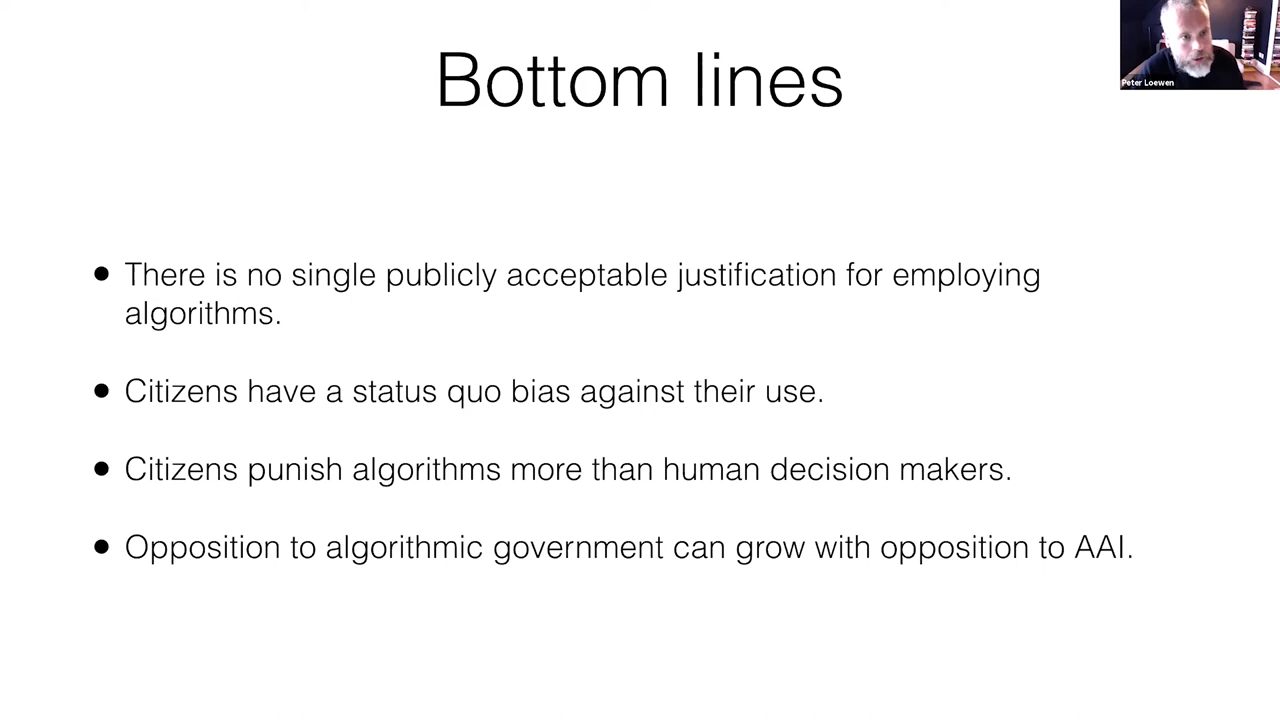 Bottom lines
Peter Loewen
• There is no single publicly acceptable justification for employing
algorithms.
• Citizens have a status quo bias against their use.
• Citizens punish algorithms more than human decision makers.
• Opposition to algorithmic government can grow with opposition to AAI.